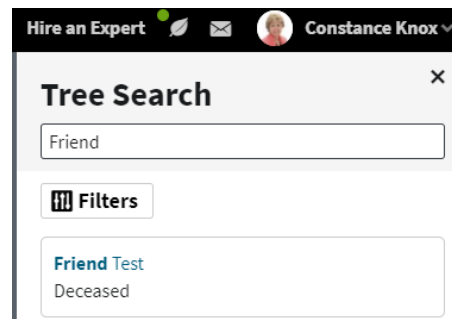 Hire an Expert Constance Knox
Tree Search
Friend
Filters
Friend Test
Deceased